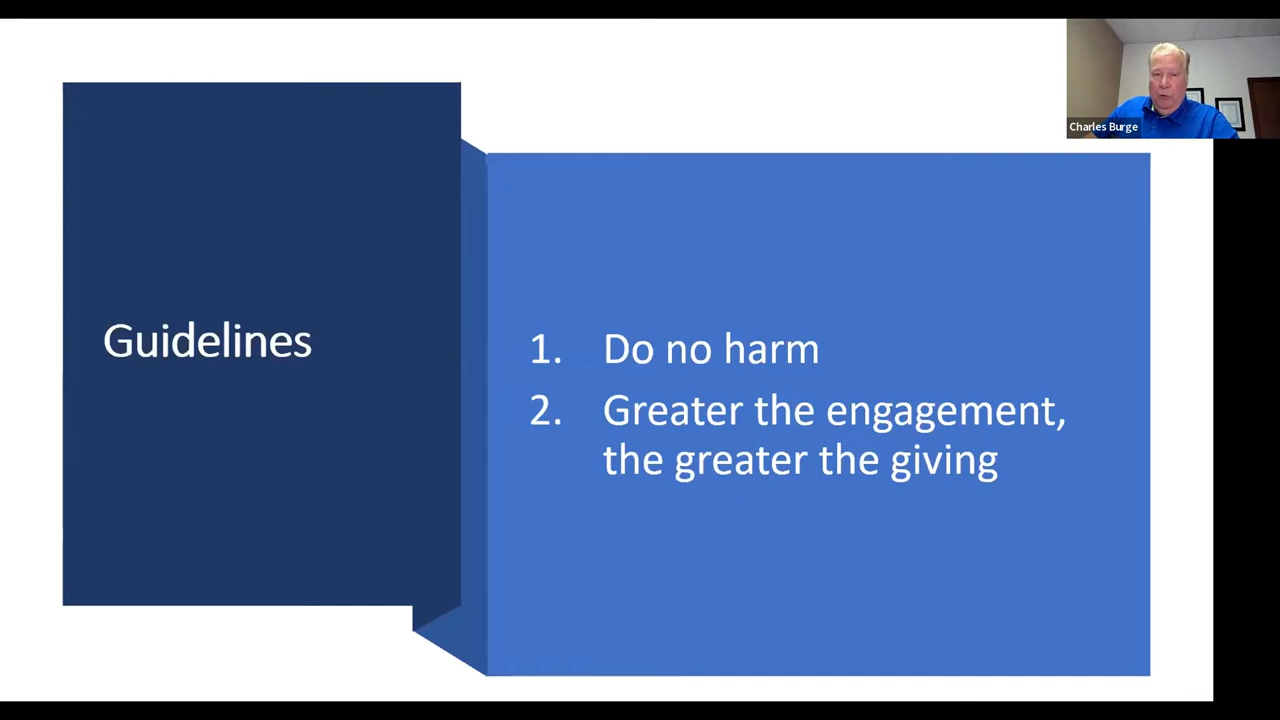 Charles Burge
Guidelines
1. Do no harm
2. Greater the engagement,
the greater the giving